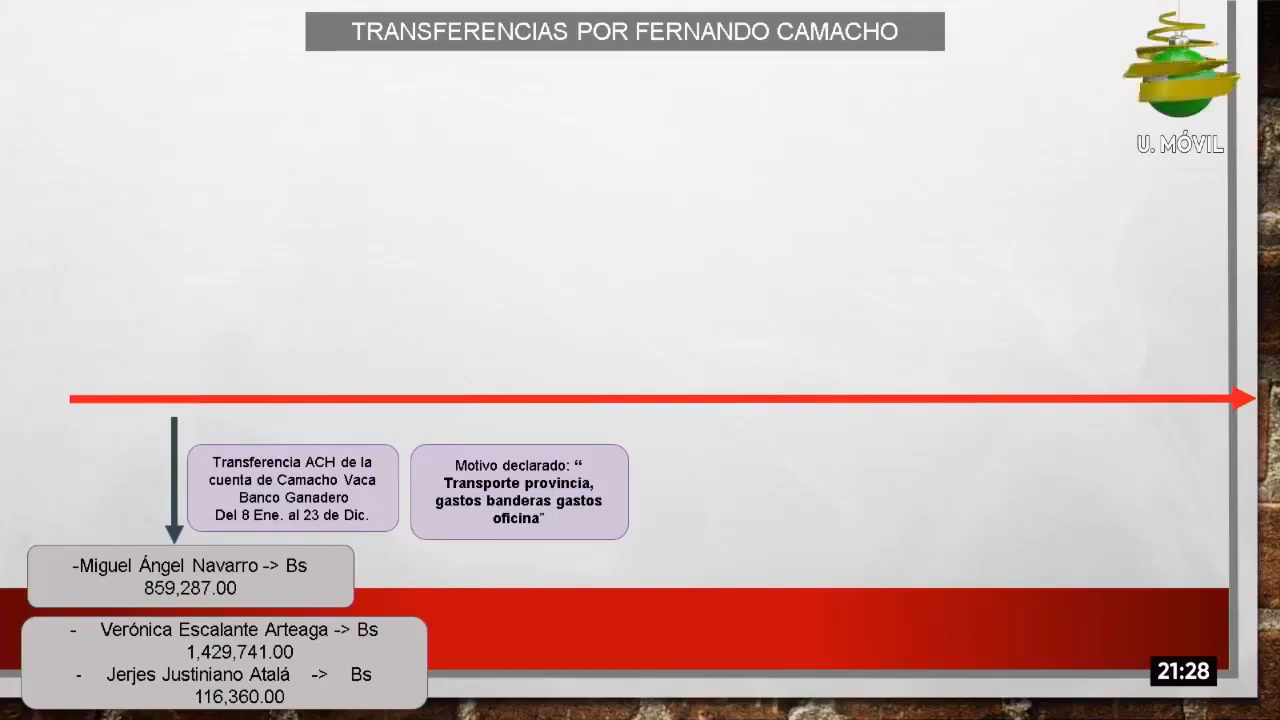 TRANSFERENCIAS POR FERNANDO CAMACHO
U. MÓVIL
Transferencia ACH de la
cuenta de Camacho Vaca
Banco Ganadero
Del 8 Ene. al 23 de Dic.
Motivo declarado: “
Transporte provincia,
gastos banderas gastos
oficina”
-Miguel Ángel Navarro -> Bs
859,287.00
- Verónica Escalante Arteaga -> Bs
1,429,741.00
- Jerjes Justiniano Atalá -> Bs
116,360.00
21:28